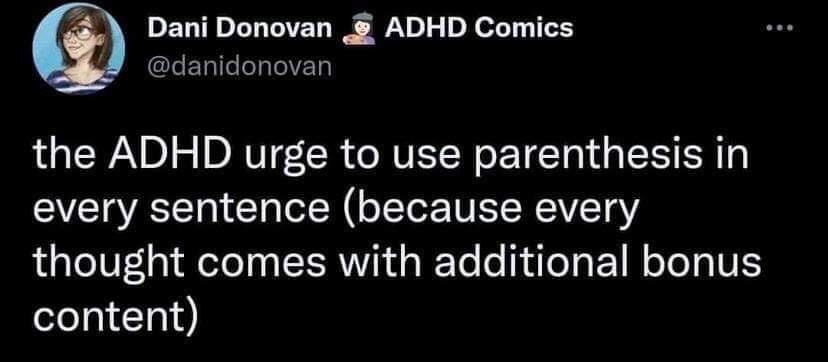 Dani Donovan 👩🏻‍🎨 ADHD Comics
@danidonovan
the ADHD urge to use parenthesis in
every sentence (because every
thought comes with additional bonus
content)